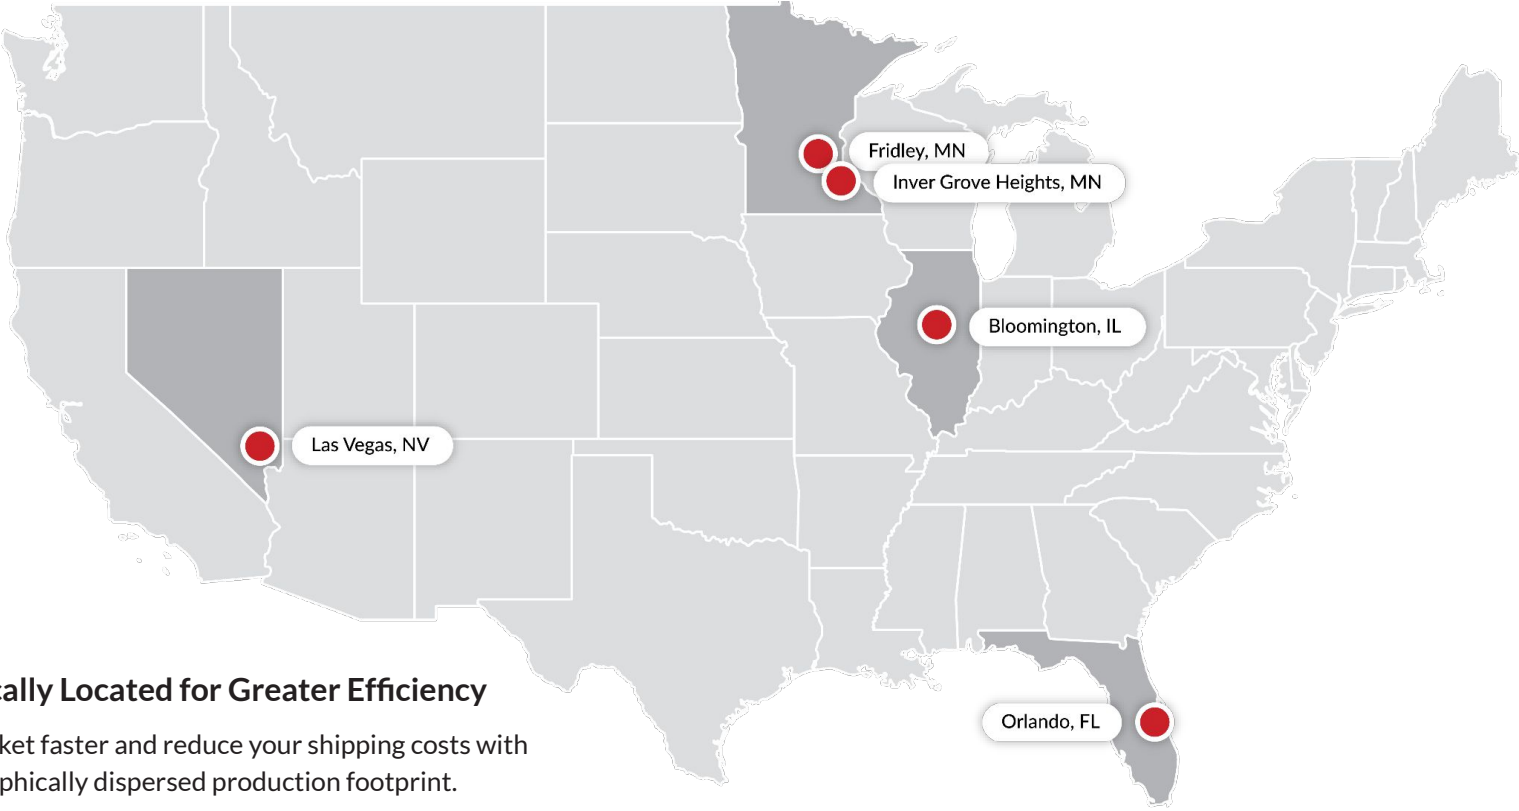 Fridley, MN
Inver Grove Heights, MN
Bloomington, IL
Las Vegas, NV
cally Located for Greater Efficiency
Orlando, FL
ket faster and reduce your shipping costs with
phically dispersed production footprint.